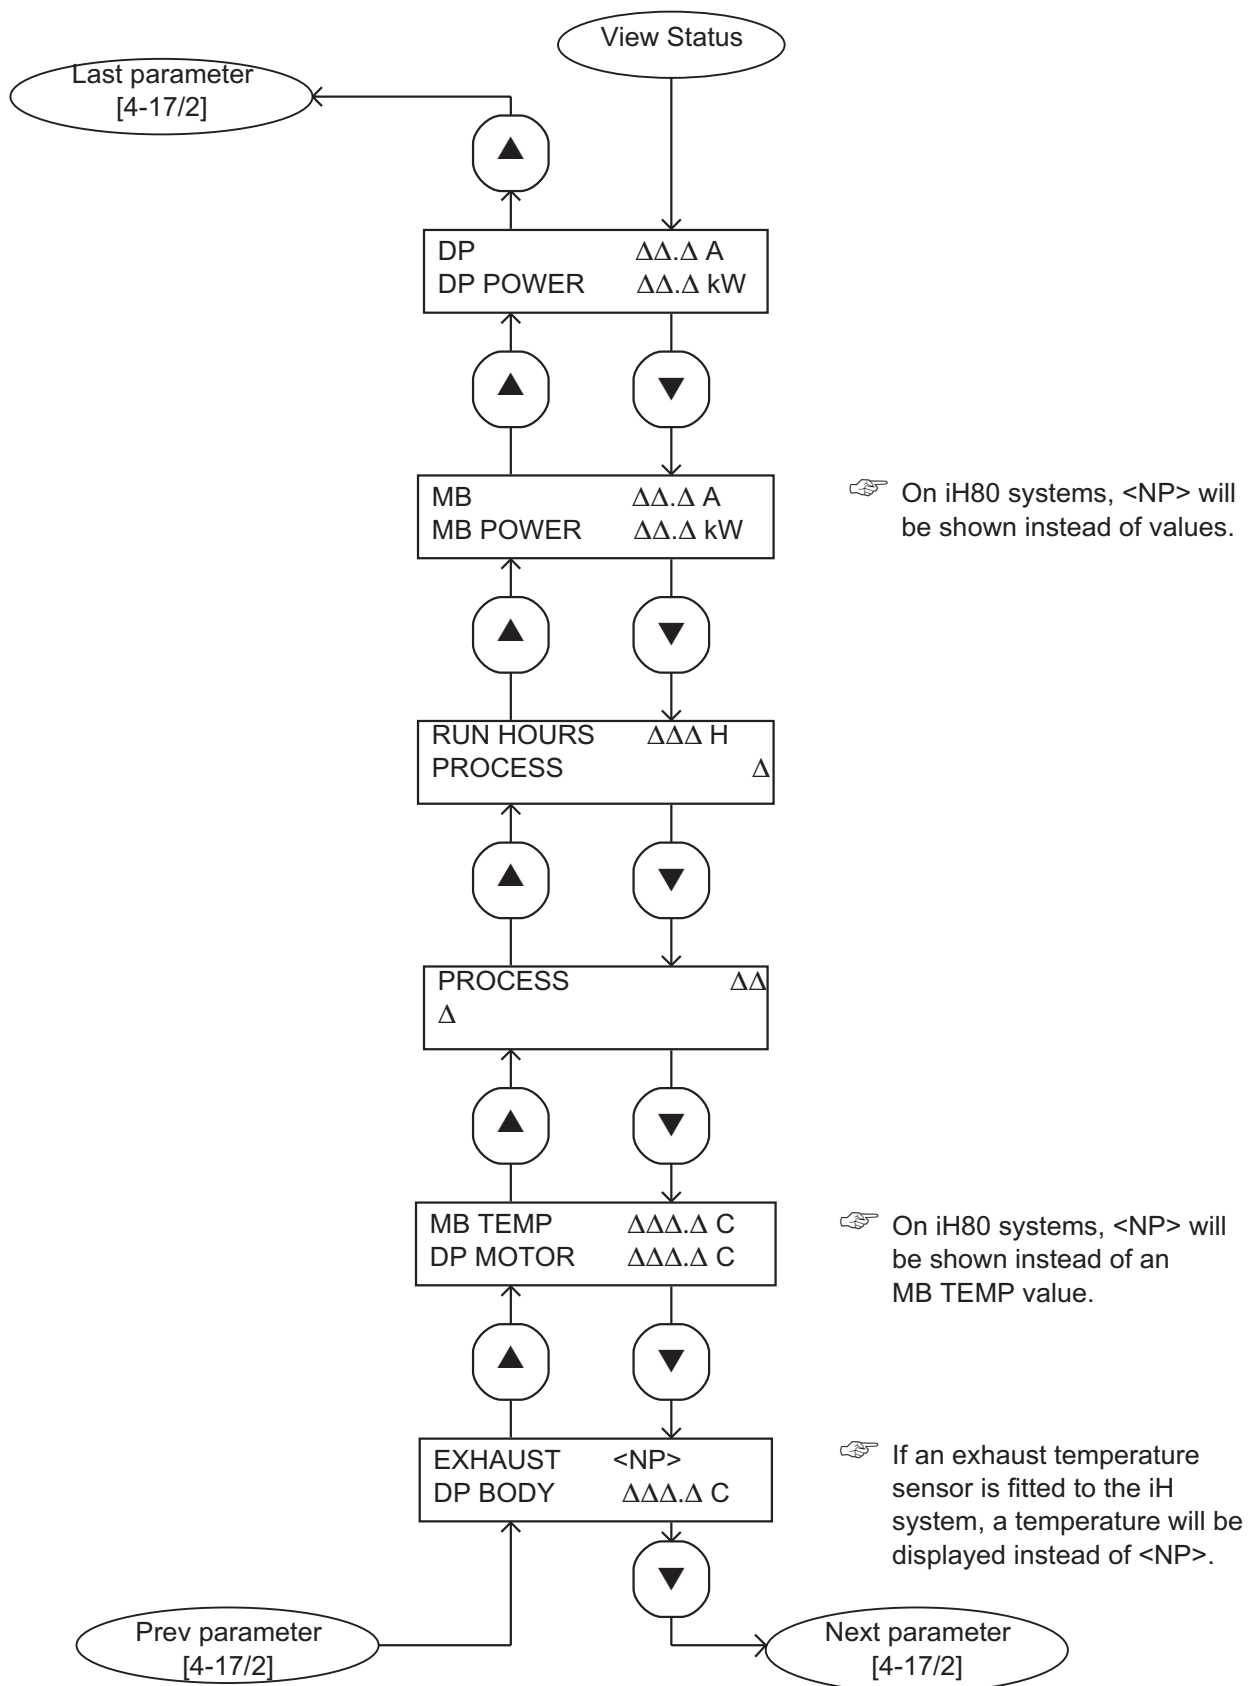 View Status
Last parameter
[4-17/2]
▲
DP ΔΔ.Δ A
DP POWER ΔΔ.Δ kW
▲ ▼
MB ΔΔ.Δ A
MB POWER ΔΔ.Δ kW
☞ On iH80 systems, <NP> will
be shown instead of values.
▲ ▼
RUN HOURS ΔΔΔ H
PROCESS Δ
▲ ▼
PROCESS ΔΔ
Δ
▲ ▼
MB TEMP ΔΔΔ.Δ C
DP MOTOR ΔΔΔ.Δ C
☞ On iH80 systems, <NP> will
be shown instead of an
MB TEMP value.
▲ ▼
EXHAUST <NP>
DP BODY ΔΔΔ.Δ C
☞ If an exhaust temperature
sensor is fitted to the iH
system, a temperature will be
displayed instead of <NP>.
▼
Prev parameter
[4-17/2]
Next parameter
[4-17/2]